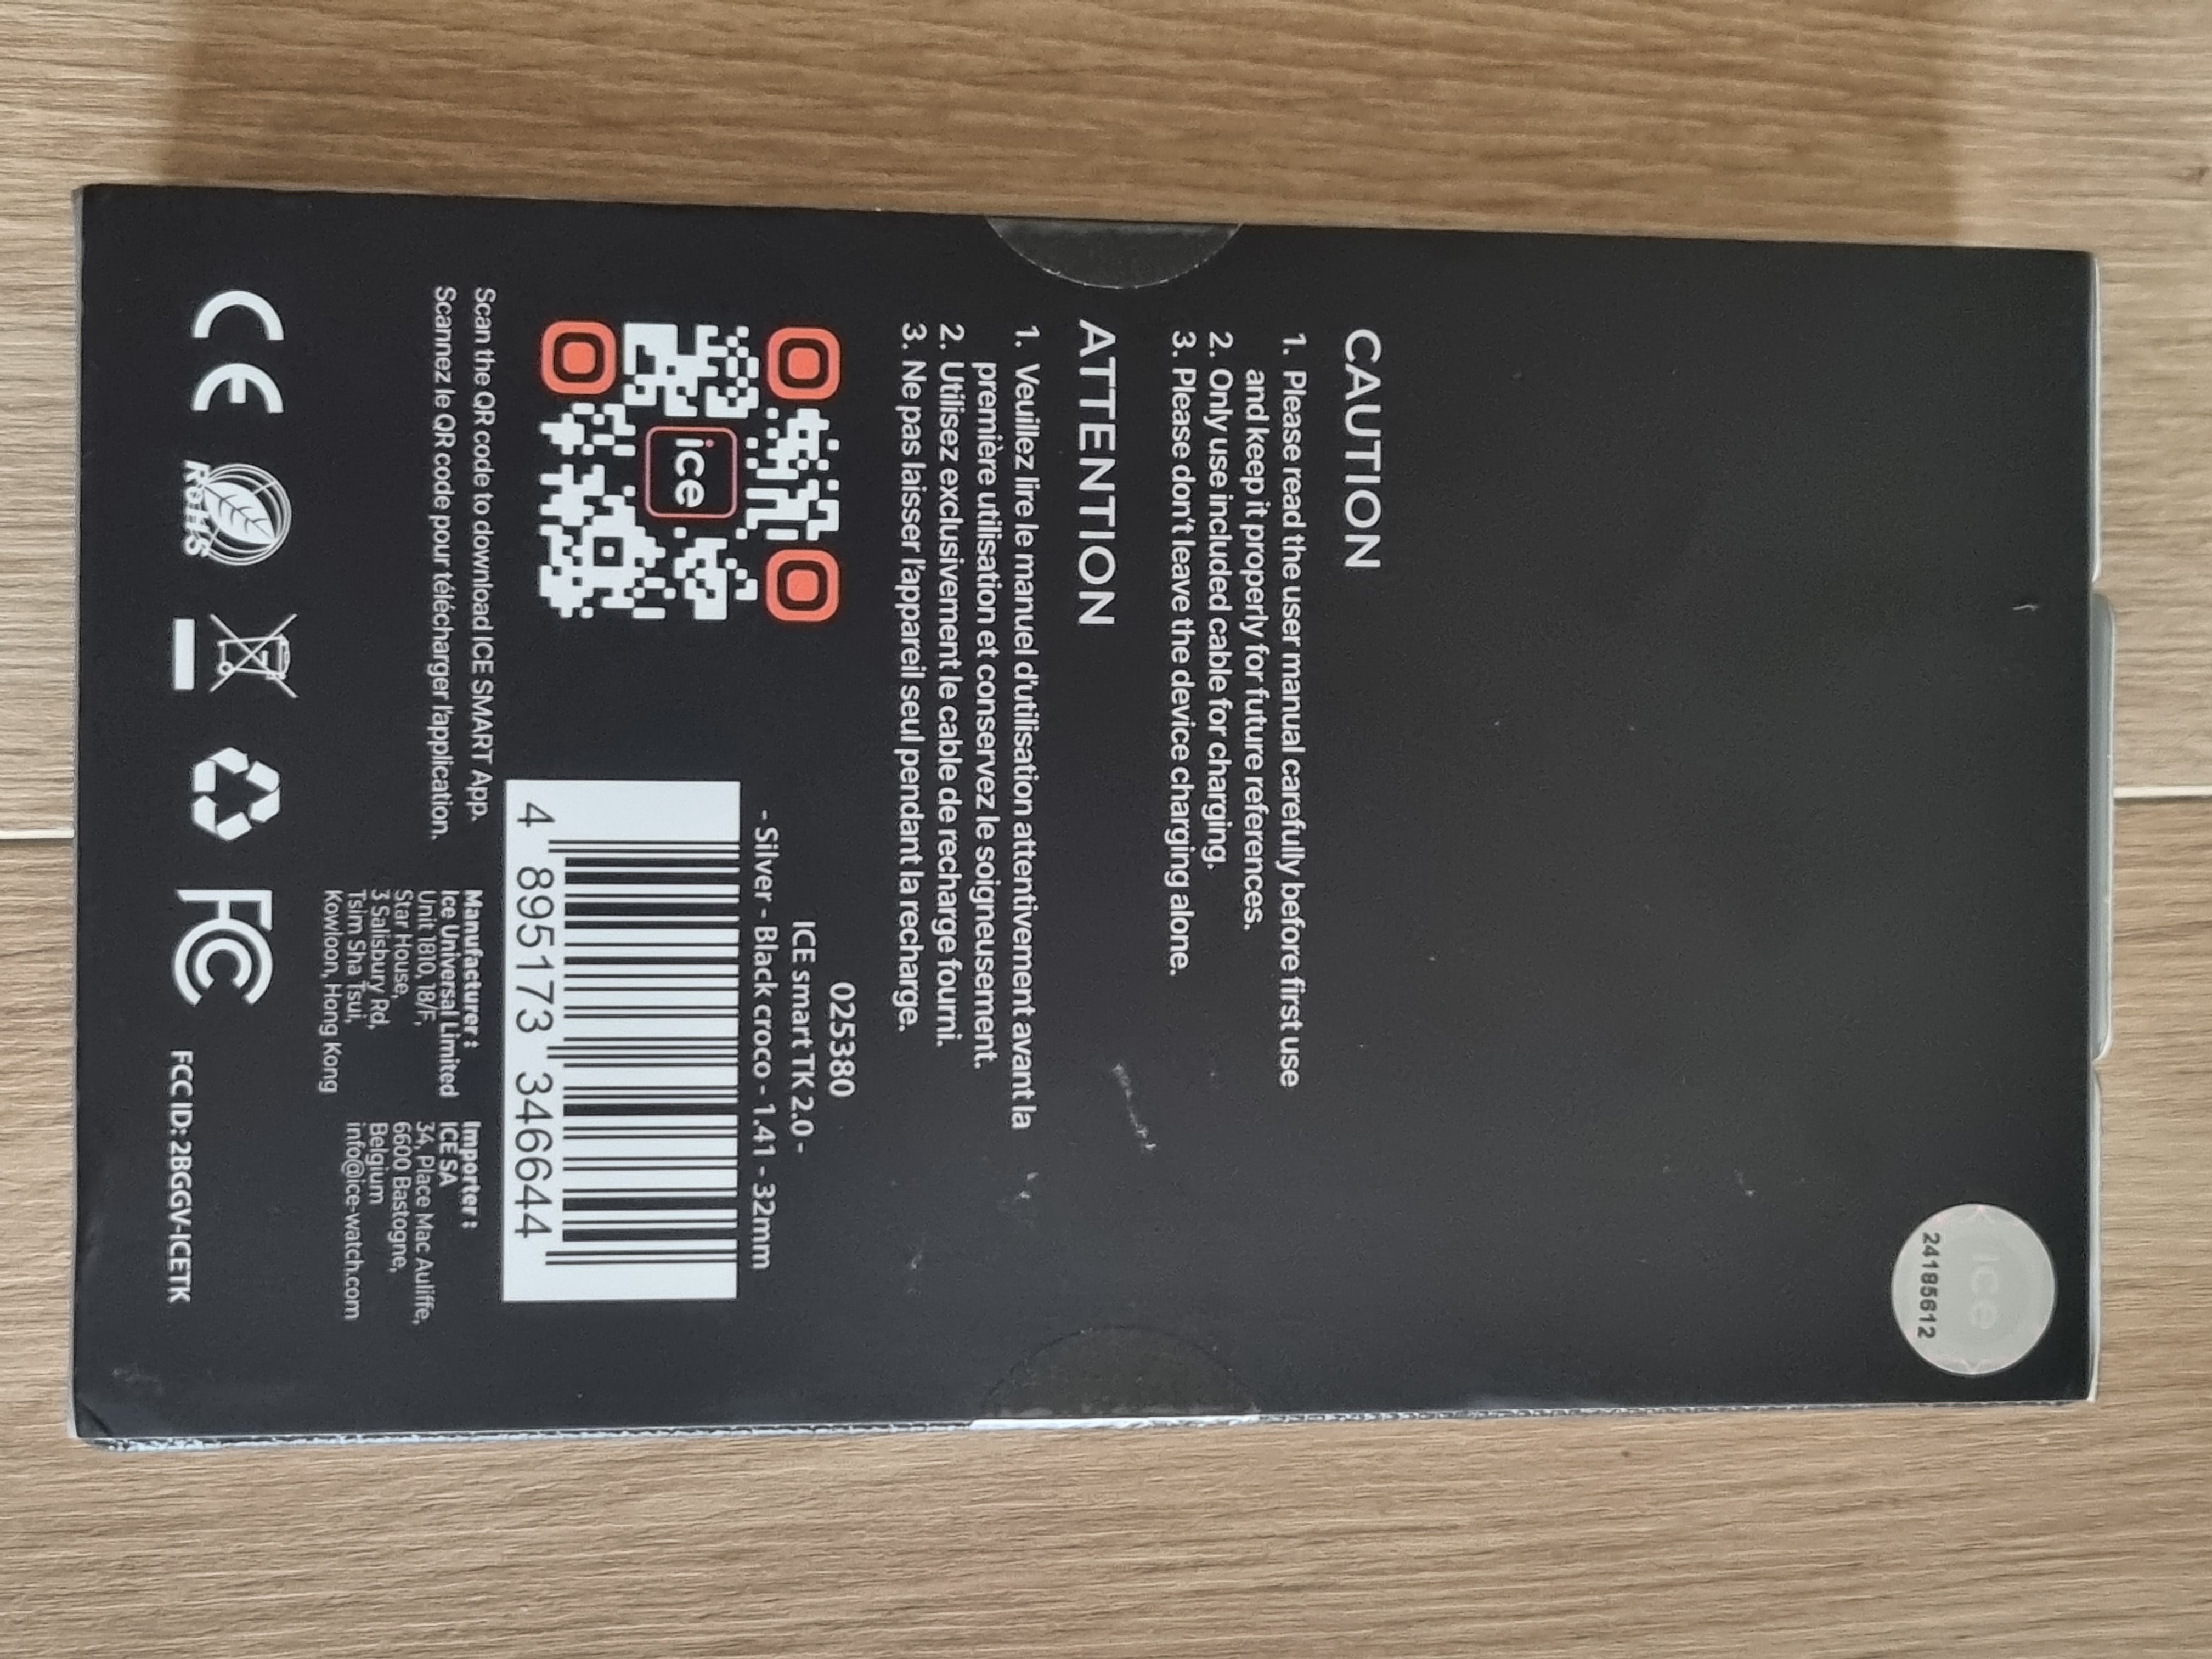 ice
24185612
CAUTION
1. Please read the user manual carefully before first use
and keep it properly for future references.
2. Only use included cable for charging.
3. Please don't leave the device charging alone.
ATTENTION
1. Veuillez lire le manuel d'utilisation attentivement avant la
première utilisation et conservez le soigneusement.
2. Utilisez exclusivement le cable de recharge fourni.
3. Ne pas laisser l'appareil seul pendant la recharge.
ice
025380
ICE smart TK 2.0 -
- Silver - Black croco - 1.41 - 32mm
4 895173 346644
Scan the QR code to download ICE SMART App.
Scannez le QR code pour télécharger l'application.
Manufacturer :
Ice Universal Limited
Unit 1810, 18/F,
Star House,
3 Salisbury Rd,
Tsim Sha Tsui,
Kowloon, Hong Kong
Importer :
ICE SA
34, Place Mac Auliffe,
6600 Bastogne,
Belgium
info@ice-watch.com
CE
RoHS
FC
FCC ID: 2BGGV-ICETK